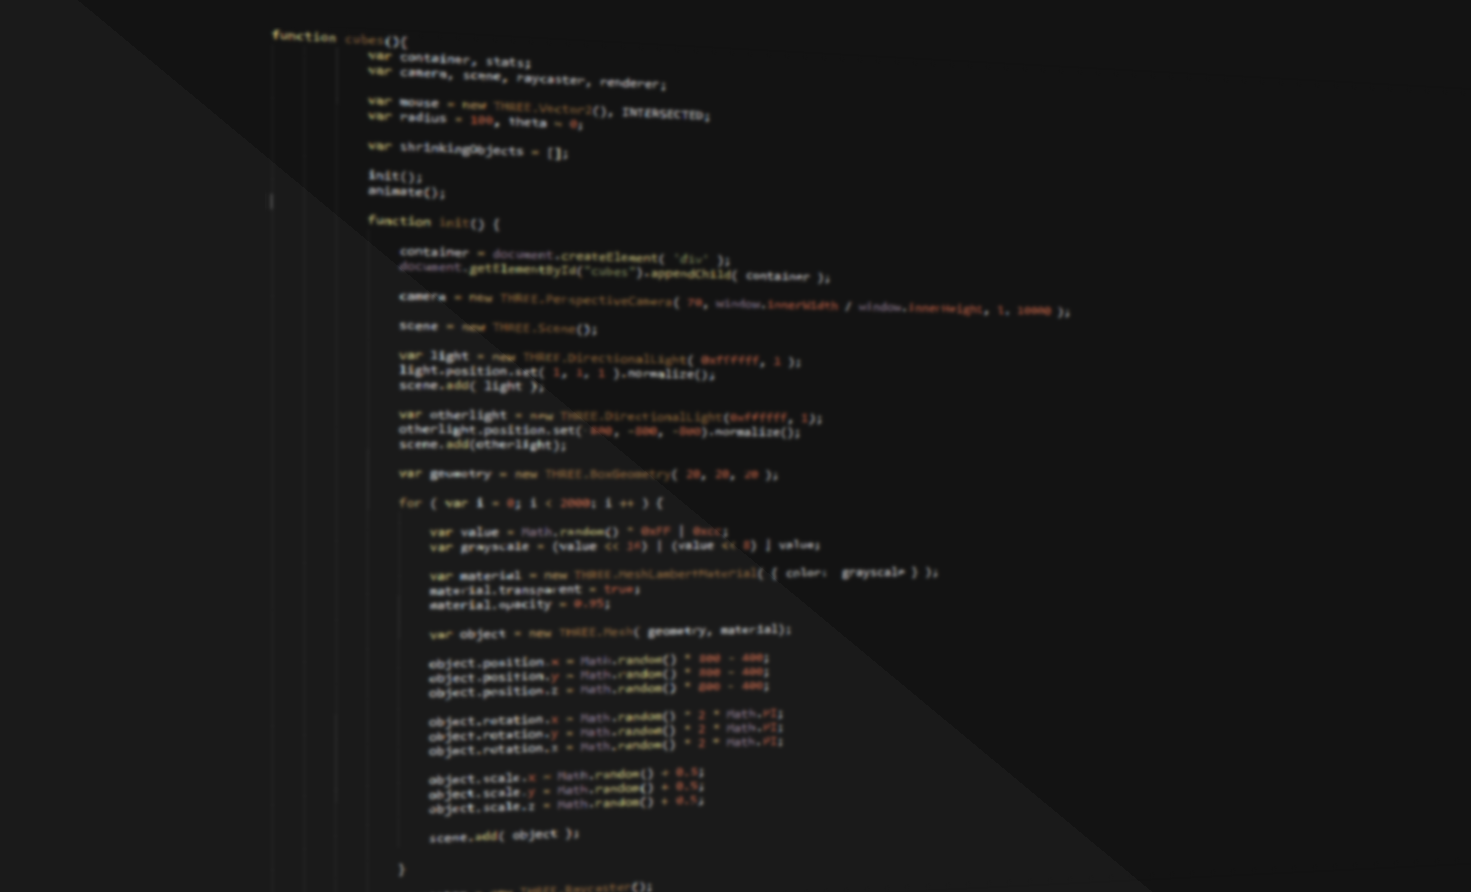 function cubes(){
var container, stats;
var camera, scene, raycaster, renderer;
var mouse = new THREE.Vector2(), INTERSECTED;
var radius = 100, theta = 0;
var shrinkingObjects = [];
init();
animate();
function init() {
container = document.createElement( 'div' );
document.getElementById("cubes").appendChild( container );
camera = new THREE.PerspectiveCamera( 70, window.innerWidth / window.innerHeight, 1, 10000 );
scene = new THREE.Scene();
var light = new THREE.DirectionalLight( 0xffffff, 1 );
light.position.set( 1, 1, 1 ).normalize();
scene.add( light );
var otherlight = new THREE.DirectionalLight(0xffffff, 1);
otherlight.position.set( ).normalize();
scene.add(otherlight);
var geometry = new THREE.BoxGeometry( 20, 20, 20 );
for ( var i = 0; i < 2000; i ++ ) {
var value = Math.random() * 0xff | 0xcc;
var grayscale = (value << 16) | (value << 8) | value;
var material = new THREE.MeshLambertMaterial( { color: grayscale } );
material.transparent = true;
material.opacity = 0.95;
var object = new THREE.Mesh( geometry, material);
object.position.x = Math.random() * 800 - 400;
object.position.y = Math.random() * 800 - 400;
object.position.z = Math.random() * 800 - 400;
object.rotation.x = Math.random() * 2 * Math.PI;
object.rotation.y = Math.random() * 2 * Math.PI;
object.rotation.z = Math.random() * 2 * Math.PI;
object.scale.x = Math.random() + 0.5;
object.scale.y = Math.random() + 0.5;
object.scale.z = Math.random() + 0.5;
scene.add( object );
}
THREE.Raycaster();